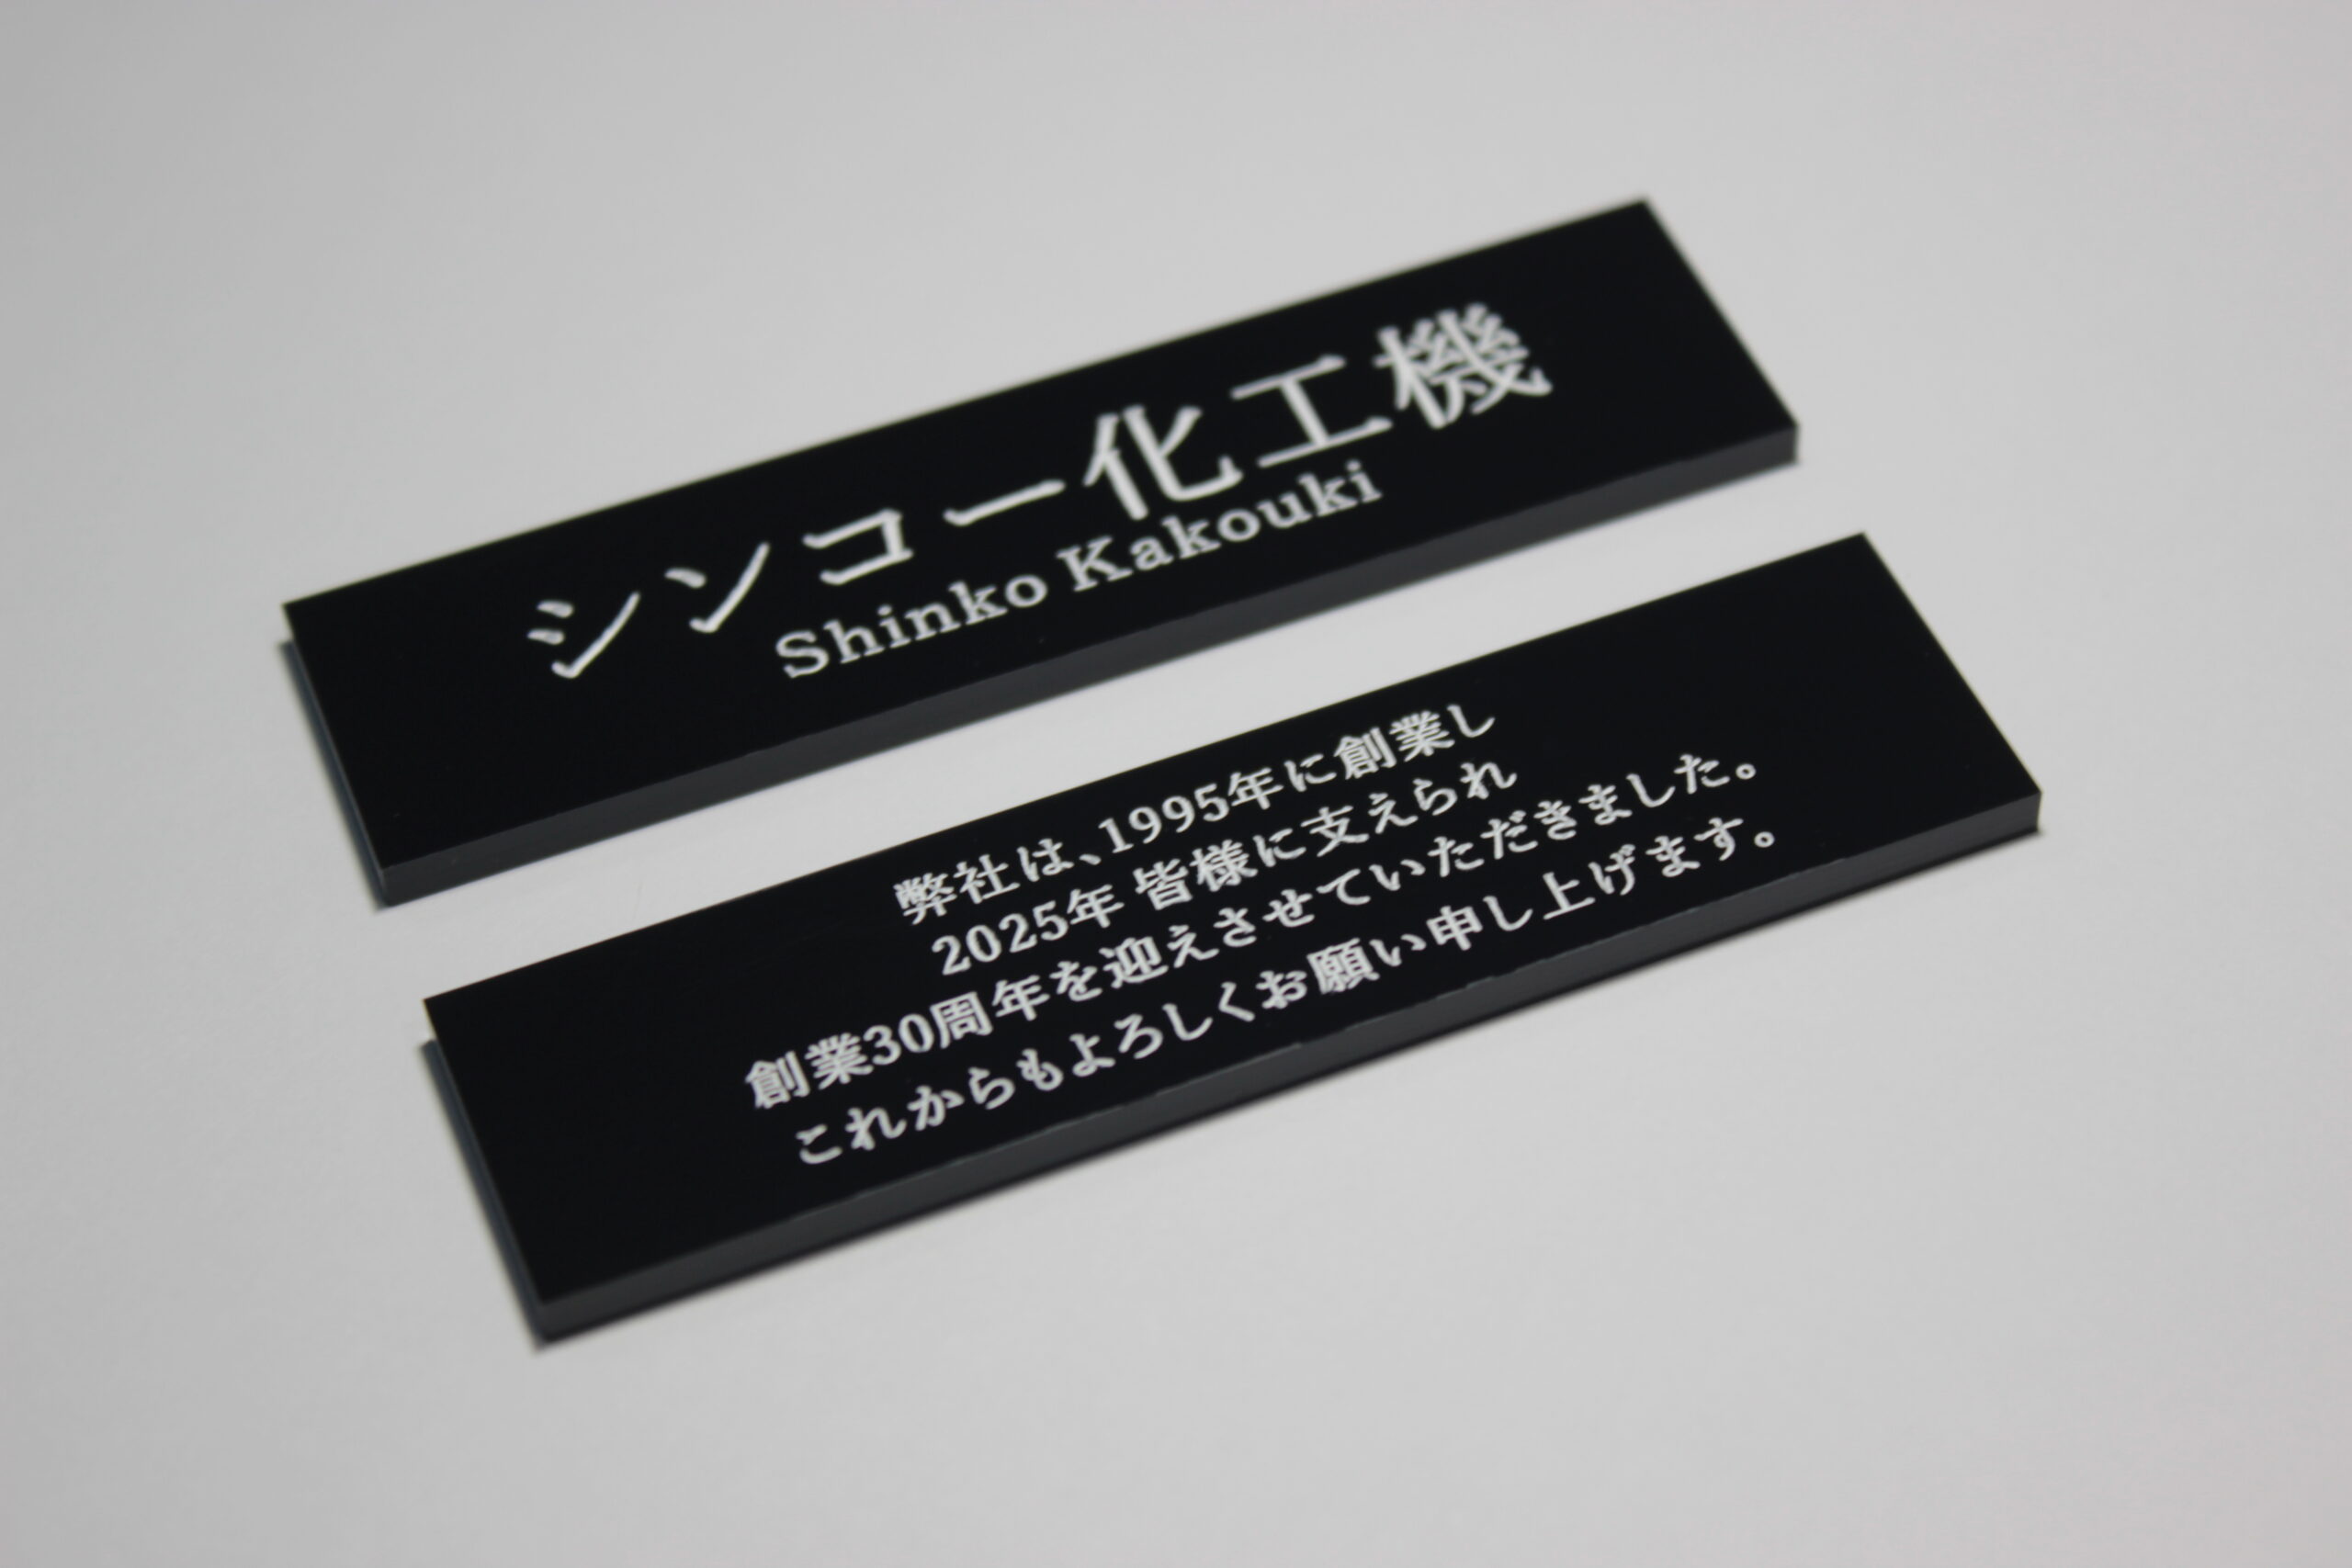 シンコー化工機
Shinko Kakouki
弊社は、1995年に創業し
2025年 皆様に支えられ
創業30周年を迎えさせていただきました。
これからもよろしくお願い申し上げます。